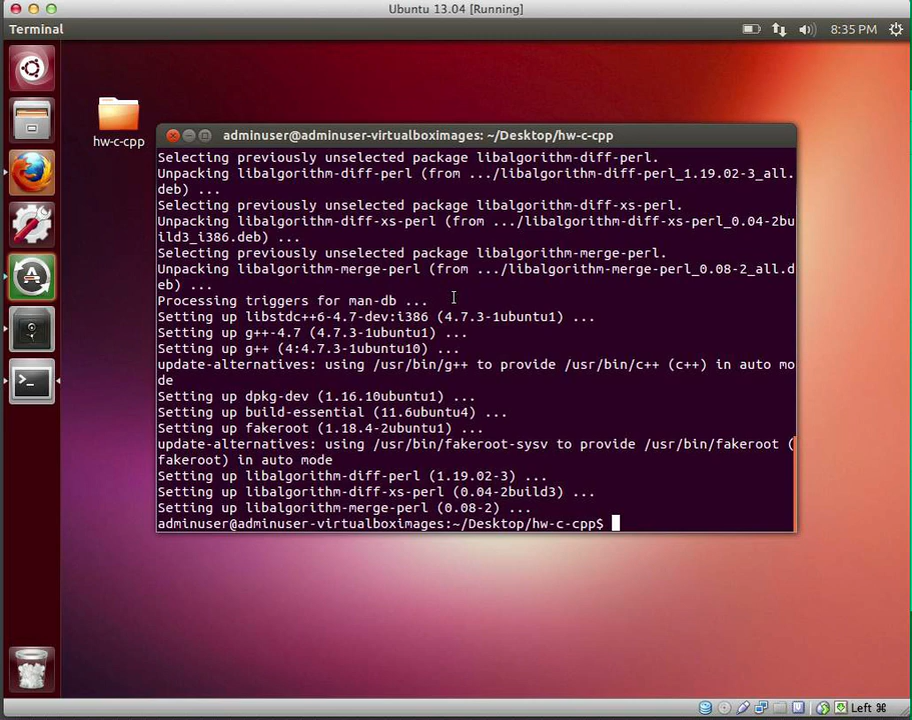 Ubuntu 13.04 [Running]
Terminal
8:35 PM
hw-c-cpp
adminuser@adminuser-virtualboximages: ~/Desktop/hw-c-cpp
Selecting previously unselected package libalgorithm-diff-perl.
Unpacking libalgorithm-diff-perl (from .../libalgorithm-diff-perl_1.19.02-3_all.
deb) ...
Selecting previously unselected package libalgorithm-diff-xs-perl.
Unpacking libalgorithm-diff-xs-perl (from .../libalgorithm-diff-xs-perl_0.04-2bu
ild3_i386.deb) ...
Selecting previously unselected package libalgorithm-merge-perl.
Unpacking libalgorithm-merge-perl (from .../libalgorithm-merge-perl_0.08-2_all.d
eb) ...
Processing triggers for man-db ...
Setting up libstdc++6-4.7-dev:i386 (4.7.3-1ubuntu1) ...
Setting up g++-4.7 (4.7.3-1ubuntu1) ...
Setting up g++ (4:4.7.3-1ubuntu10) ...
update-alternatives: using /usr/bin/g++ to provide /usr/bin/c++ (c++) in auto mo
de
Setting up dpkg-dev (1.16.10ubuntu1) ...
Setting up build-essential (11.6ubuntu4) ...
Setting up fakeroot (1.18.4-2ubuntu1) ...
update-alternatives: using /usr/bin/fakeroot-sysv to provide /usr/bin/fakeroot (
fakeroot) in auto mode
Setting up libalgorithm-diff-perl (1.19.02-3) ...
Setting up libalgorithm-diff-xs-perl (0.04-2build3) ...
Setting up libalgorithm-merge-perl (0.08-2) ...
adminuser@adminuser-virtualboximages:~/Desktop/hw-c-cpp$
Left ⌘